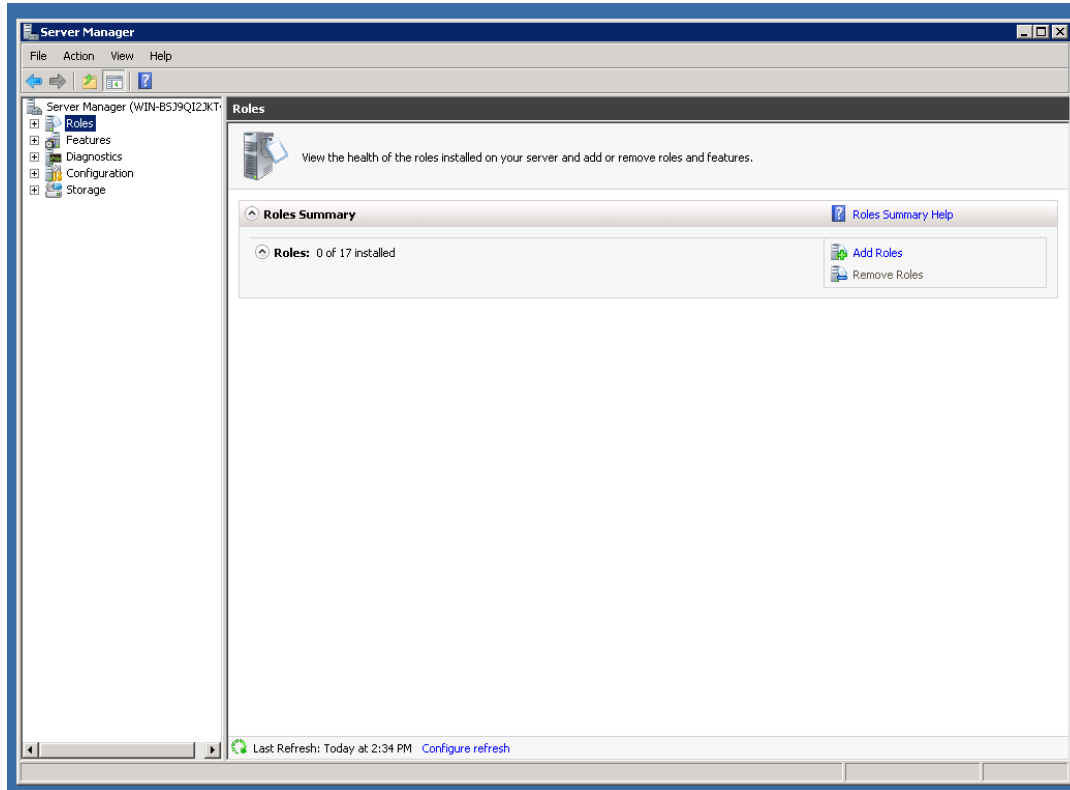 Server Manager
File Action View Help
Server Manager (WIN-BSJ9QI2JKT
Roles
Features
Diagnostics
Configuration
Storage
Roles
View the health of the roles installed on your server and add or remove roles and features.
Roles Summary
Roles Summary Help
Roles: 0 of 17 installed
Add Roles
Remove Roles
Last Refresh: Today at 2:34 PM Configure refresh